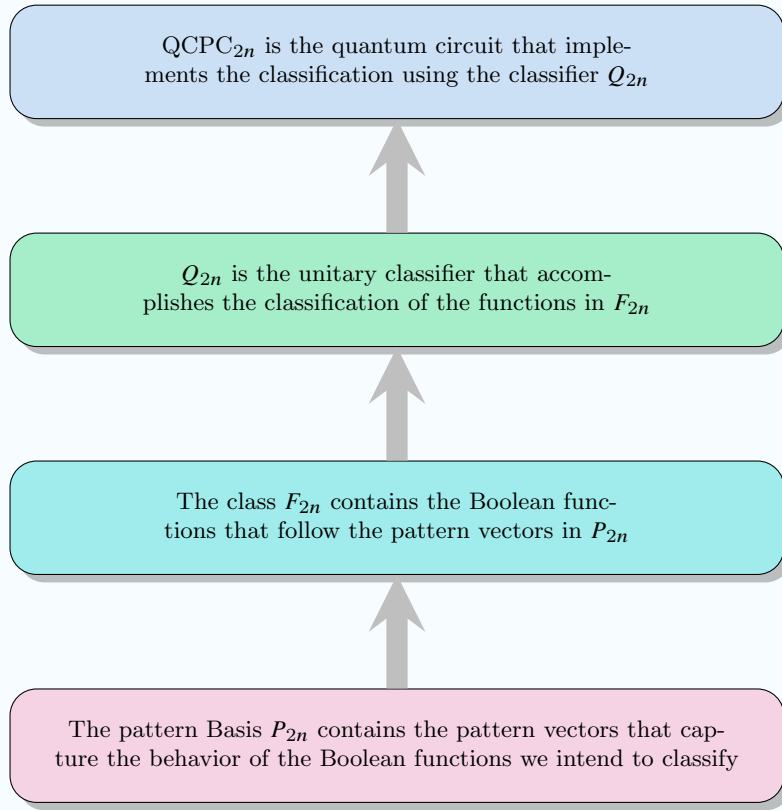 QCPC₂ₙ is the quantum circuit that imple-
ments the classification using the classifier Q₂ₙ
Q₂ₙ is the unitary classifier that accom-
plishes the classification of the functions in F₂ₙ
The class F₂ₙ contains the Boolean func-
tions that follow the pattern vectors in P₂ₙ
The pattern Basis P₂ₙ contains the pattern vectors that cap-
ture the behavior of the Boolean functions we intend to classify